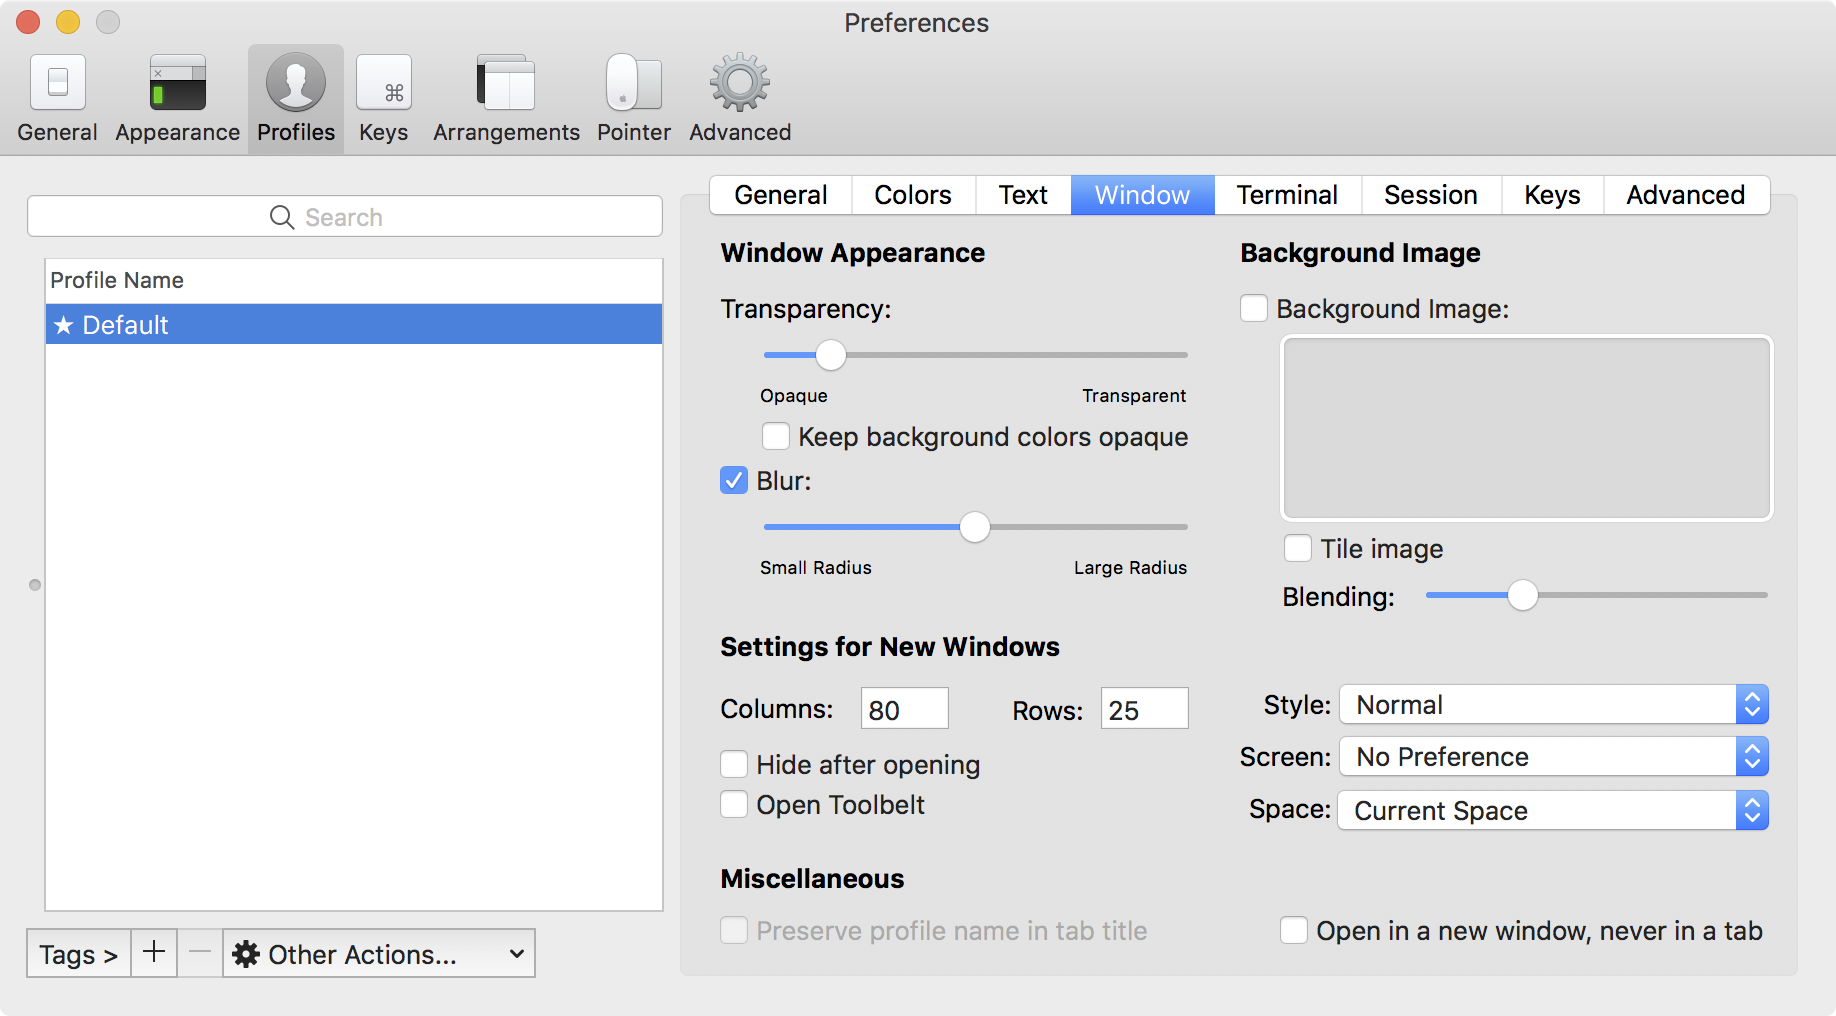 Preferences
General Appearance Profiles Keys Arrangements Pointer Advanced
Search
Profile Name
★ Default
Tags > + − Other Actions...
General Colors Text Window Terminal Session Keys Advanced
Window Appearance
Transparency:
Opaque Transparent
Keep background colors opaque
Blur:
Small Radius Large Radius
Background Image
Background Image:
Tile image
Blending:
Settings for New Windows
Columns: 80 Rows: 25
Hide after opening
Open Toolbelt
Style: Normal
Screen: No Preference
Space: Current Space
Miscellaneous
Preserve profile name in tab title
Open in a new window, never in a tab